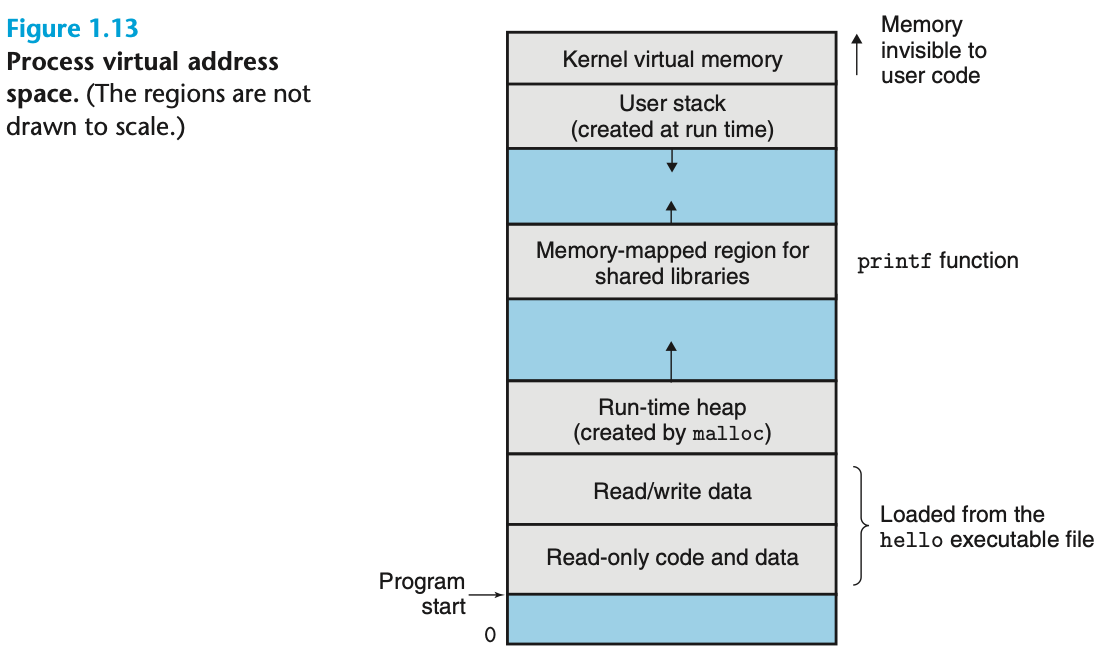 Figure 1.13
Process virtual address
space. (The regions are not
drawn to scale.)
Kernel virtual memory
Memory
invisible to
user code
User stack
(created at run time)
Memory-mapped region for
shared libraries
printf function
Run-time heap
(created by malloc)
Read/write data
Loaded from the
hello executable file
Read-only code and data
Program
start
0